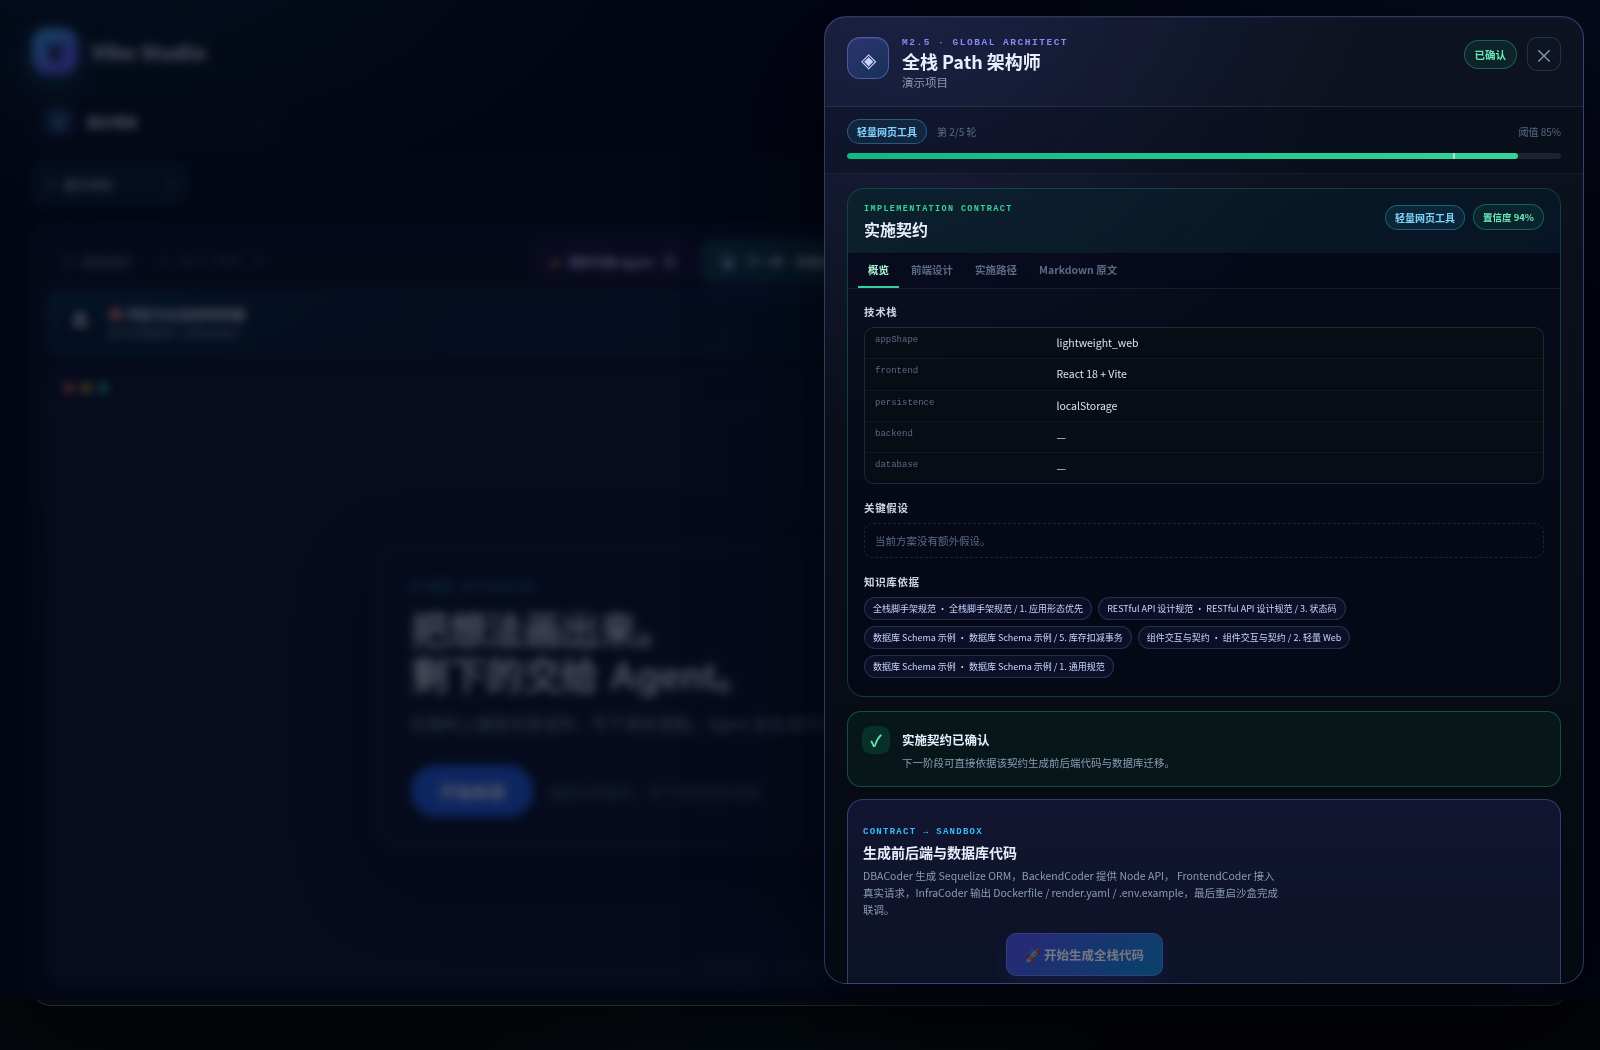 Vibe Studio
M2.5 · GLOBAL ARCHITECT
全栈 Path 架构师
演示项目
已确认
轻量网页工具
第 2/5 轮
阈值 85%
IMPLEMENTATION CONTRACT
实施契约
轻量网页工具
置信度 94%
概览
前端设计
实施路径
Markdown 原文
技术栈
appShape
lightweight_web
frontend
React 18 + Vite
persistence
localStorage
backend
—
database
—
关键假设
当前方案没有额外假设。
知识库依据
全栈脚手架规范 · 全栈脚手架规范 / 1. 应用形态优先
RESTful API 设计规范 · RESTful API 设计规范 / 3. 状态码
数据库 Schema 示例 · 数据库 Schema 示例 / 5. 库存扣减事务
组件交互与契约 · 组件交互与契约 / 2. 轻量 Web
数据库 Schema 示例 · 数据库 Schema 示例 / 1. 通用规范
实施契约已确认
下一阶段可直接依据该契约生成前后端代码与数据库迁移。
CONTRACT → SANDBOX
生成前后端与数据库代码
DBACoder 生成 Sequelize ORM，BackendCoder 提供 Node API， FrontendCoder 接入
真实请求，InfraCoder 输出 Dockerfile / render.yaml / .env.example，最后重启沙盒完成
联调。
🚀 开始生成全栈代码
把想法画出来。
剩下的交给 Agent。